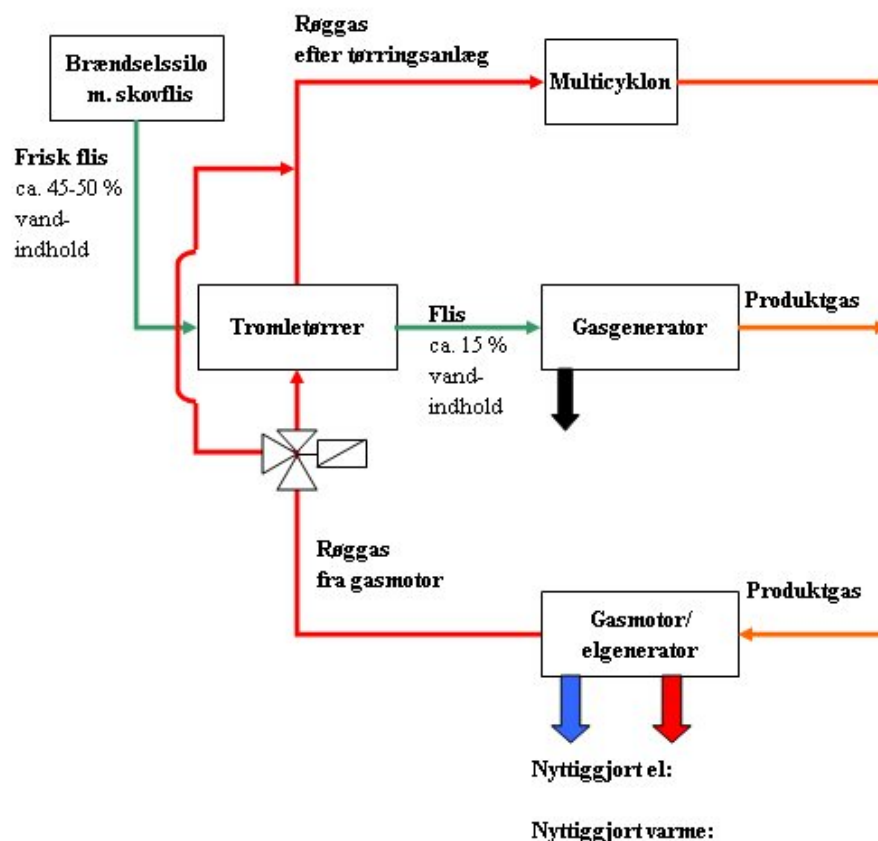 Røggas
efter tørringsanlæg
Brændselssilo
m. skovflis
Multicyklon
Frisk flis
ca. 45-50 %
vand-
indhold
Tromletørrer
Flis
ca. 15 %
vand-
indhold
Gasgenerator
Produktgas
Røggas
fra gasmotor
Gasmotor/
elgenerator
Produktgas
Nyttiggjort el:
Nyttiggjort varme: